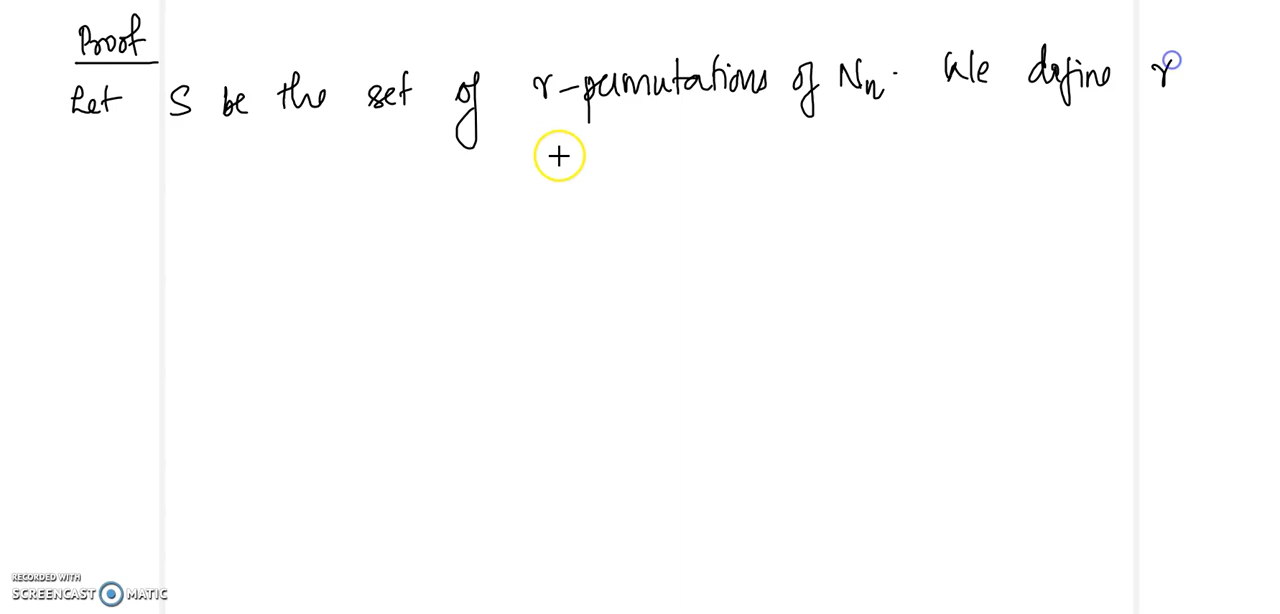 Proof
Let S be the set of r-permutations of Nn. We define r
RECORDED WITH
SCREENCAST MATIC